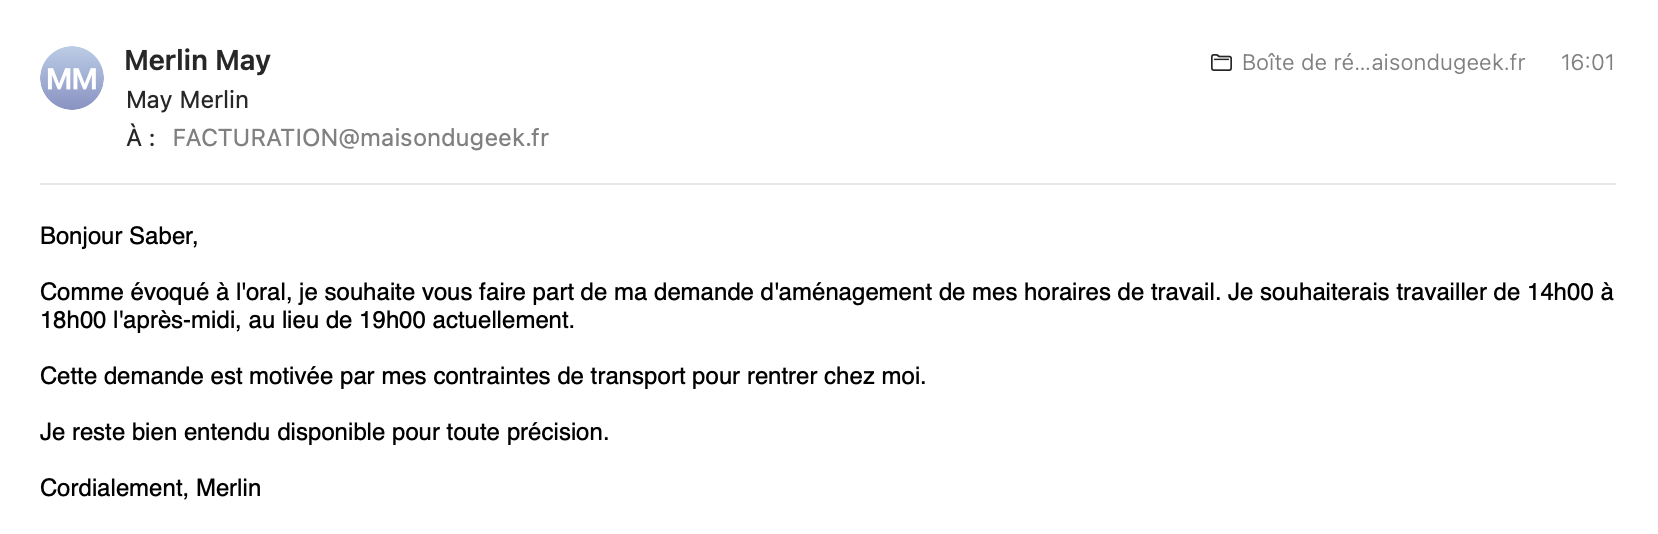 MM
Merlin May
Boîte de ré...aisondugeek.fr
16:01
May Merlin
À : FACTURATION@maisondugeek.fr
Bonjour Saber,
Comme évoqué à l'oral, je souhaite vous faire part de ma demande d'aménagement de mes horaires de travail. Je souhaiterais travailler de 14h00 à
18h00 l'après-midi, au lieu de 19h00 actuellement.
Cette demande est motivée par mes contraintes de transport pour rentrer chez moi.
Je reste bien entendu disponible pour toute précision.
Cordialement, Merlin